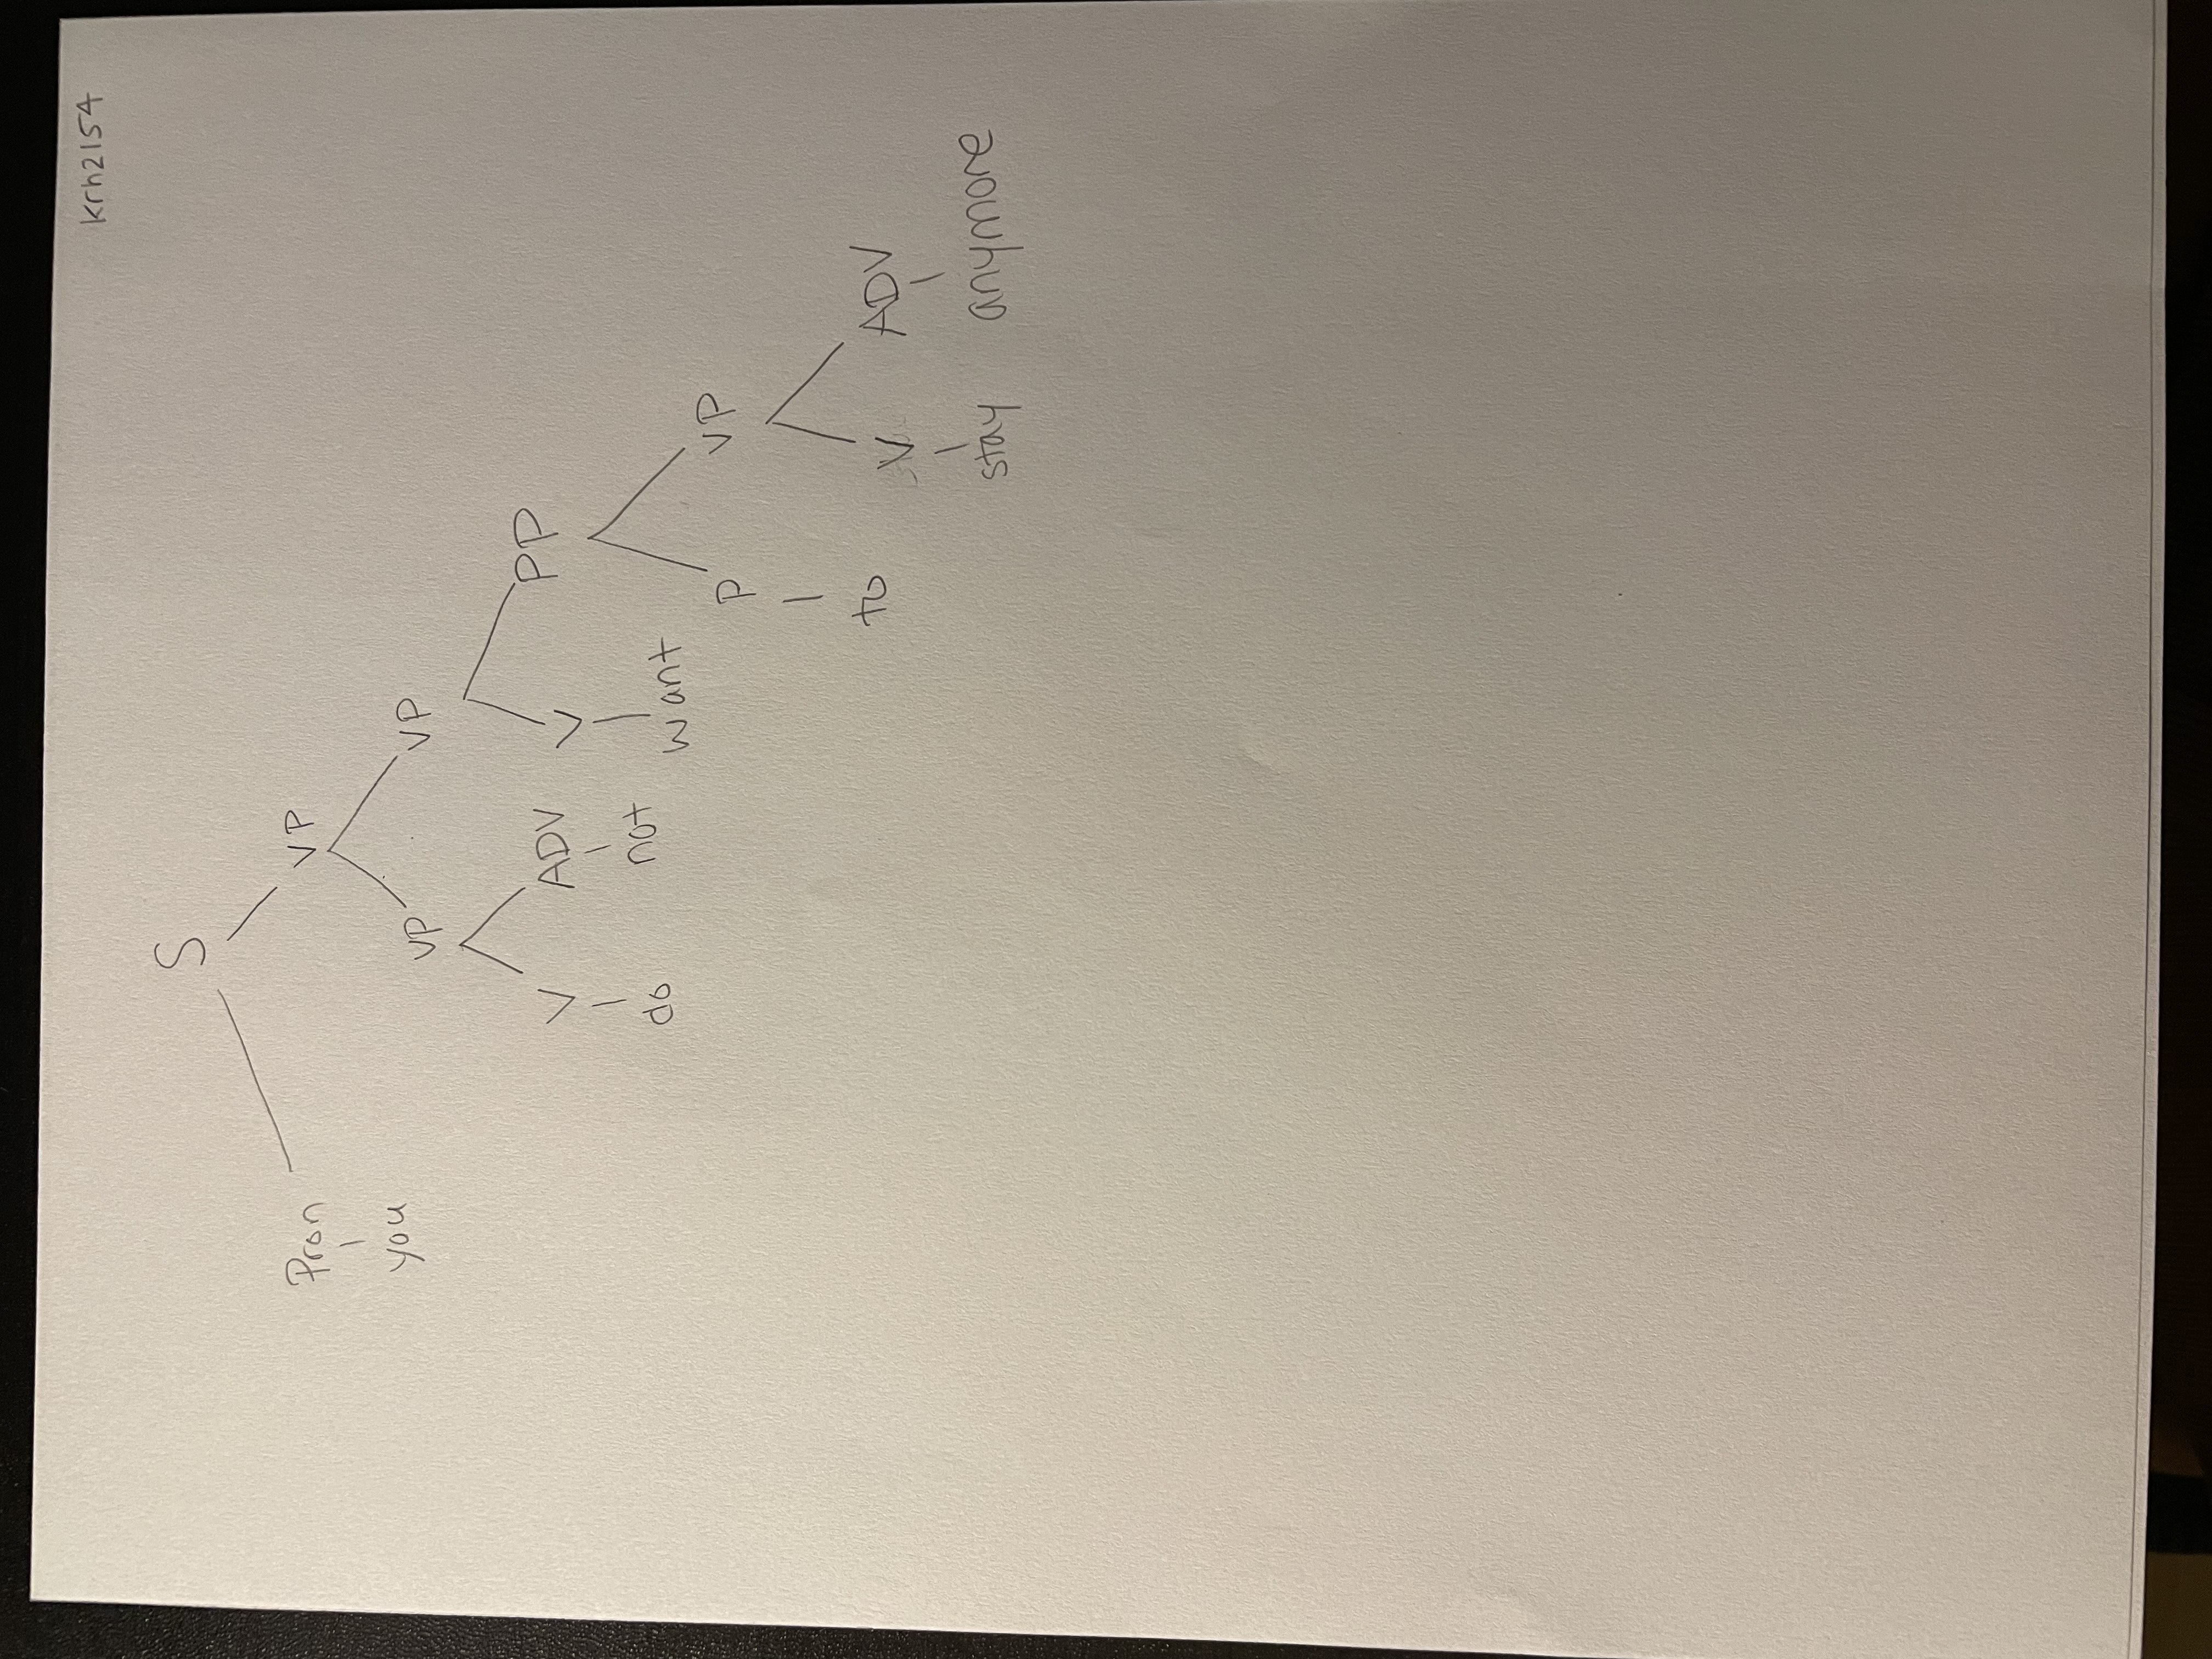 krh2154
S
Pron VP
you
VP VP
V ADV V PP
do not want
P VP
to
V ADV
stay anymore